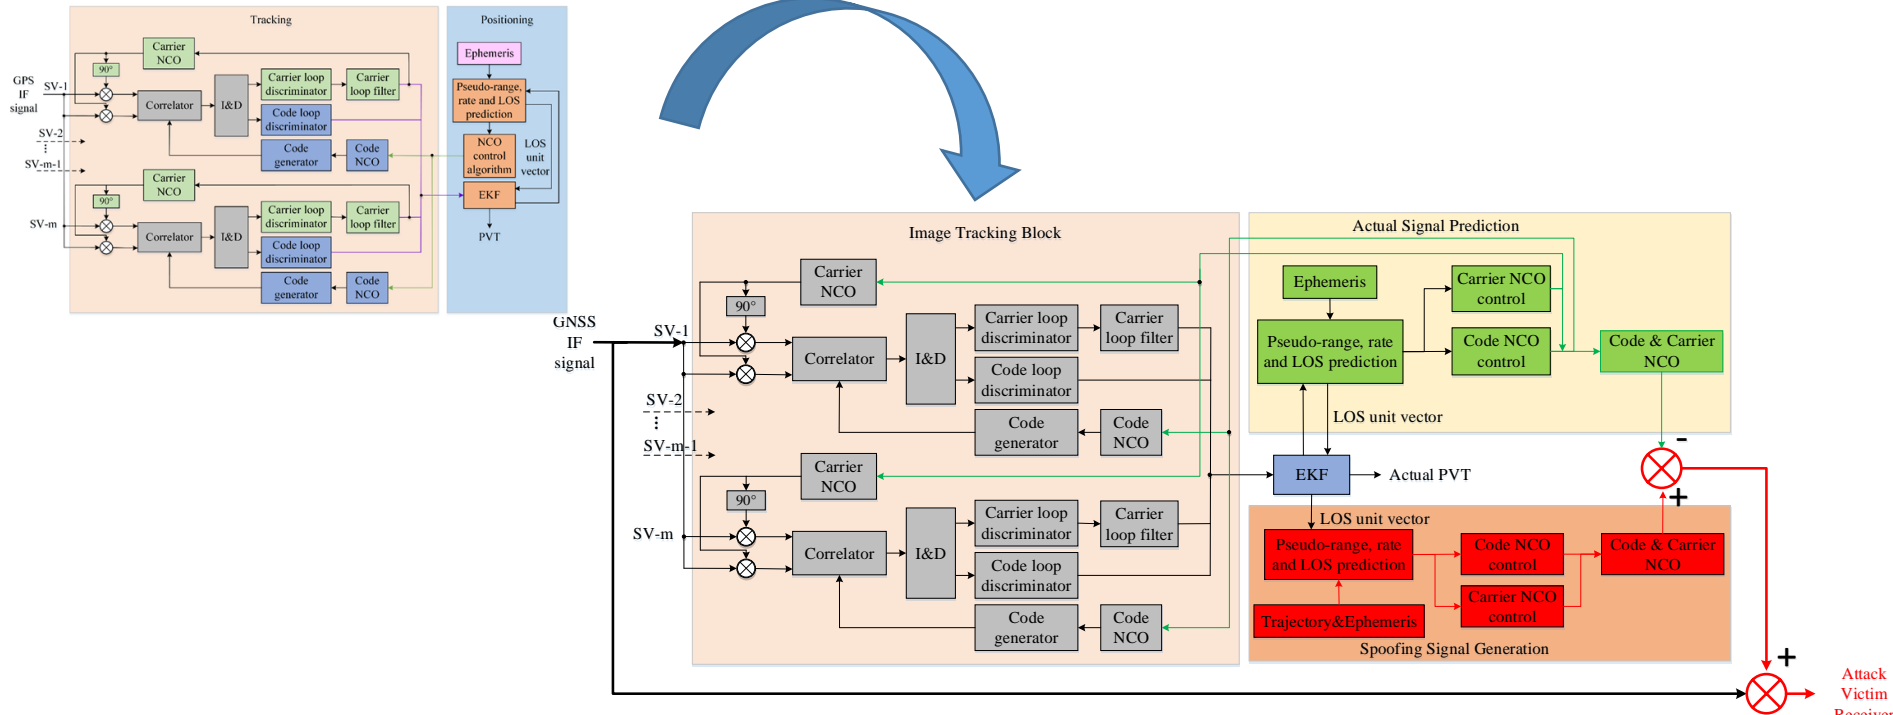 Tracking
Positioning
Carrier
NCO
90°
GPS
IF
signal
SV-1
Correlator
I&D
Carrier loop
discriminator
Carrier
loop filter
Code loop
discriminator
Code
generator
Code
NCO
SV-2
SV-m-1
Carrier
NCO
90°
SV-m
Correlator
I&D
Carrier loop
discriminator
Carrier
loop filter
Code loop
discriminator
Code
generator
Code
NCO
Ephemeris
Pseudo-range,
rate and LOS
prediction
NCO
control
algorithm
LOS
unit
vector
EKF
PVT
Image Tracking Block
GNSS
IF
signal
SV-1
Carrier
NCO
90°
Correlator
I&D
Carrier loop
discriminator
Carrier
loop filter
Code loop
discriminator
Code
generator
Code
NCO
SV-2
SV-m-1
Carrier
NCO
90°
SV-m
Correlator
I&D
Carrier loop
discriminator
Carrier
loop filter
Code loop
discriminator
Code
generator
Code
NCO
Actual Signal Prediction
Ephemeris
Pseudo-range, rate
and LOS prediction
Carrier NCO
control
Code NCO
control
Code & Carrier
NCO
LOS unit vector
EKF
Actual PVT
-
+
LOS unit vector
Pseudo-range, rate
and LOS prediction
Code NCO
control
Carrier NCO
control
Code & Carrier
NCO
Trajectory&Ephemeris
Spoofing Signal Generation
+
Attack
Victim
Receiver